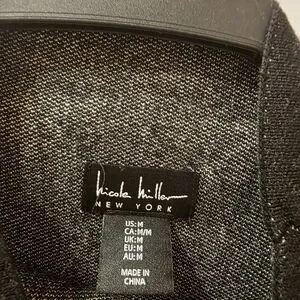 Nicole Miller
NEW YORK
US:M
CA:M/M
UK:M
EU:M
AU:M
MADE IN
CHINA